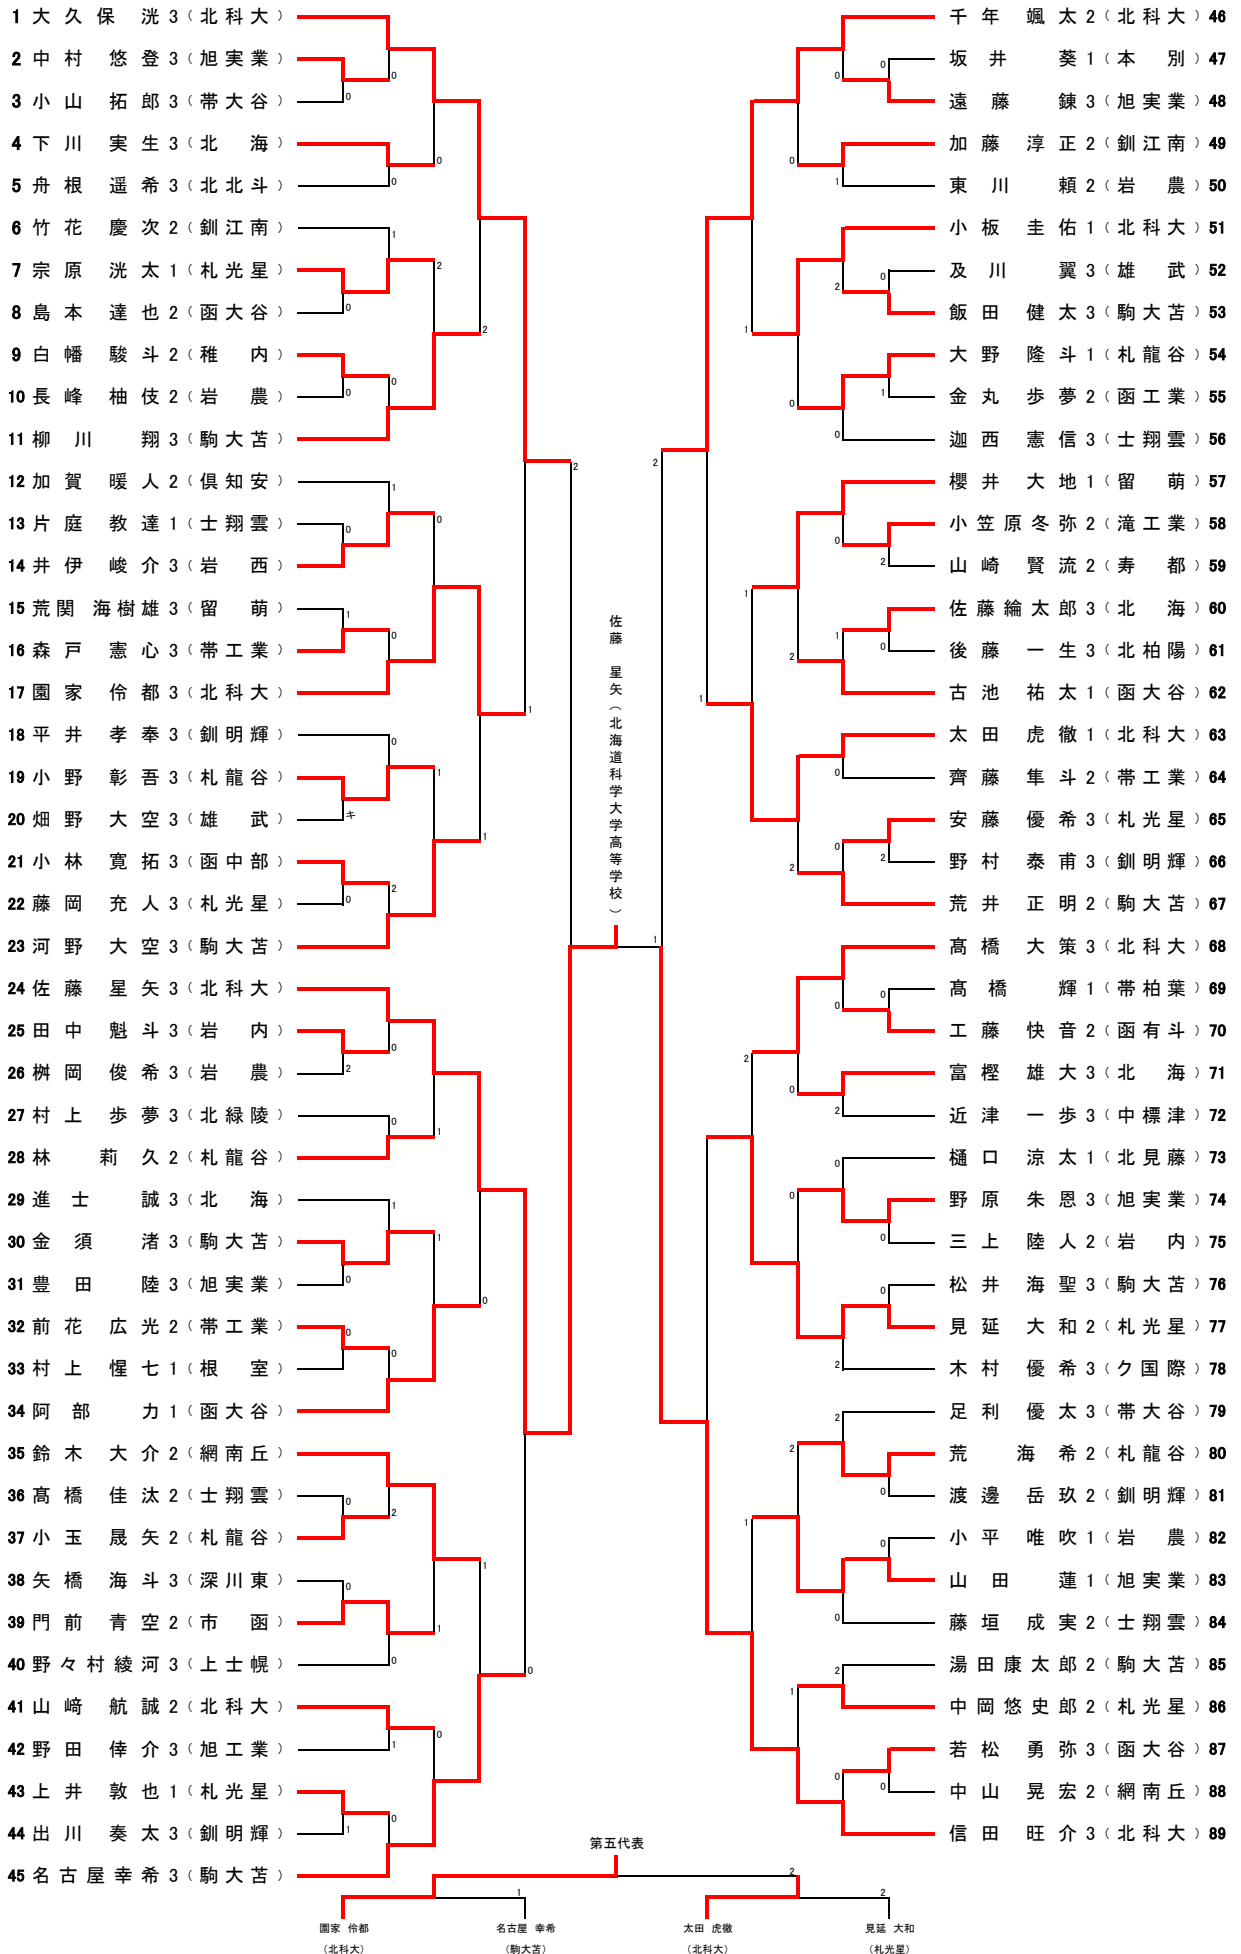 1 大久保 洸 3 (北科大)
2 中村 悠登 3 (旭実業)
3 小山 拓郎 3 (帯大谷)
4 下川 実生 3 (北 海)
5 舟根 遥希 3 (北北斗)
6 竹花 慶次 2 (釧江南)
7 宗原 洸太 1 (札光星)
8 島本 達也 2 (函大谷)
9 白幡 駿斗 2 (稚 内)
10 長峰 柚伎 2 (岩 農)
11 柳川 翔 3 (駒大苫)
12 加賀 暖人 2 (倶知安)
13 片庭 教達 1 (士翔雲)
14 井伊 峻介 3 (岩 西)
15 荒関 海樹雄 3 (留 萌)
16 森戸 憲心 3 (帯工業)
17 園家 伶都 3 (北科大)
18 平井 孝奉 3 (釧明輝)
19 小野 彰吾 3 (札龍谷)
20 畑野 大空 3 (雄 武)
21 小林 寛拓 3 (函中部)
22 藤岡 充人 3 (札光星)
23 河野 大空 3 (駒大苫)
24 佐藤 星矢 3 (北科大)
25 田中 魁斗 3 (岩 内)
26 桝岡 俊希 3 (岩 農)
27 村上 歩夢 3 (北緑陵)
28 林 莉久 2 (札龍谷)
29 進士 誠 3 (北 海)
30 金須 渚 3 (駒大苫)
31 豊田 陸 3 (旭実業)
32 前花 広光 2 (帯工業)
33 村上 惺七 1 (根 室)
34 阿部 力 1 (函大谷)
35 鈴木 大介 2 (網南丘)
36 髙橋 佳汰 2 (士翔雲)
37 小玉 晟矢 2 (札龍谷)
38 矢橋 海斗 3 (深川東)
39 門前 青空 2 (市 函)
40 野々村綾河 3 (上士幌)
41 山﨑 航誠 2 (北科大)
42 野田 倖介 3 (旭工業)
43 上井 敦也 1 (札光星)
44 出川 奏太 3 (釧明輝)
45 名古屋幸希 3 (駒大苫)
佐藤 星矢(北海道科学大学高等学校)
千年 颯太 2 (北科大) 46
坂井 葵 1 (本 別) 47
遠藤 錬 3 (旭実業) 48
加藤 淳正 2 (釧江南) 49
東川 頼 2 (岩 農) 50
小板 圭佑 1 (北科大) 51
及川 翼 3 (雄 武) 52
飯田 健太 3 (駒大苫) 53
大野 隆斗 1 (札龍谷) 54
金丸 歩夢 2 (函工業) 55
迦西 憲信 3 (士翔雲) 56
櫻井 大地 1 (留 萌) 57
小笠原冬弥 2 (滝工業) 58
山崎 賢流 2 (寿 都) 59
佐藤綸太郎 3 (北 海) 60
後藤 一生 3 (北柏陽) 61
古池 祐太 1 (函大谷) 62
太田 虎徹 1 (北科大) 63
齊藤 隼斗 2 (帯工業) 64
安藤 優希 3 (札光星) 65
野村 泰甫 3 (釧明輝) 66
荒井 正明 2 (駒大苫) 67
髙橋 大策 3 (北科大) 68
髙橋 輝 1 (帯柏葉) 69
工藤 快音 2 (函有斗) 70
富樫 雄大 3 (北 海) 71
近津 一歩 3 (中標津) 72
樋口 涼太 1 (北見藤) 73
野原 朱恩 3 (旭実業) 74
三上 陸人 2 (岩 内) 75
松井 海聖 3 (駒大苫) 76
見延 大和 2 (札光星) 77
木村 優希 3 (ク国際) 78
足利 優太 3 (帯大谷) 79
荒 海希 2 (札龍谷) 80
渡邊 岳玖 2 (釧明輝) 81
小平 唯吹 1 (岩 農) 82
山田 蓮 1 (旭実業) 83
藤垣 成実 2 (士翔雲) 84
湯田康太郎 2 (駒大苫) 85
中岡悠史郎 2 (札光星) 86
若松 勇弥 3 (函大谷) 87
中山 晃宏 2 (網南丘) 88
信田 旺介 3 (北科大) 89
第五代表
1 2 2
園家 伶都 名古屋 幸希 太田 虎徹 見延 大和
(北科大) (駒大苫) (北科大) (札光星)